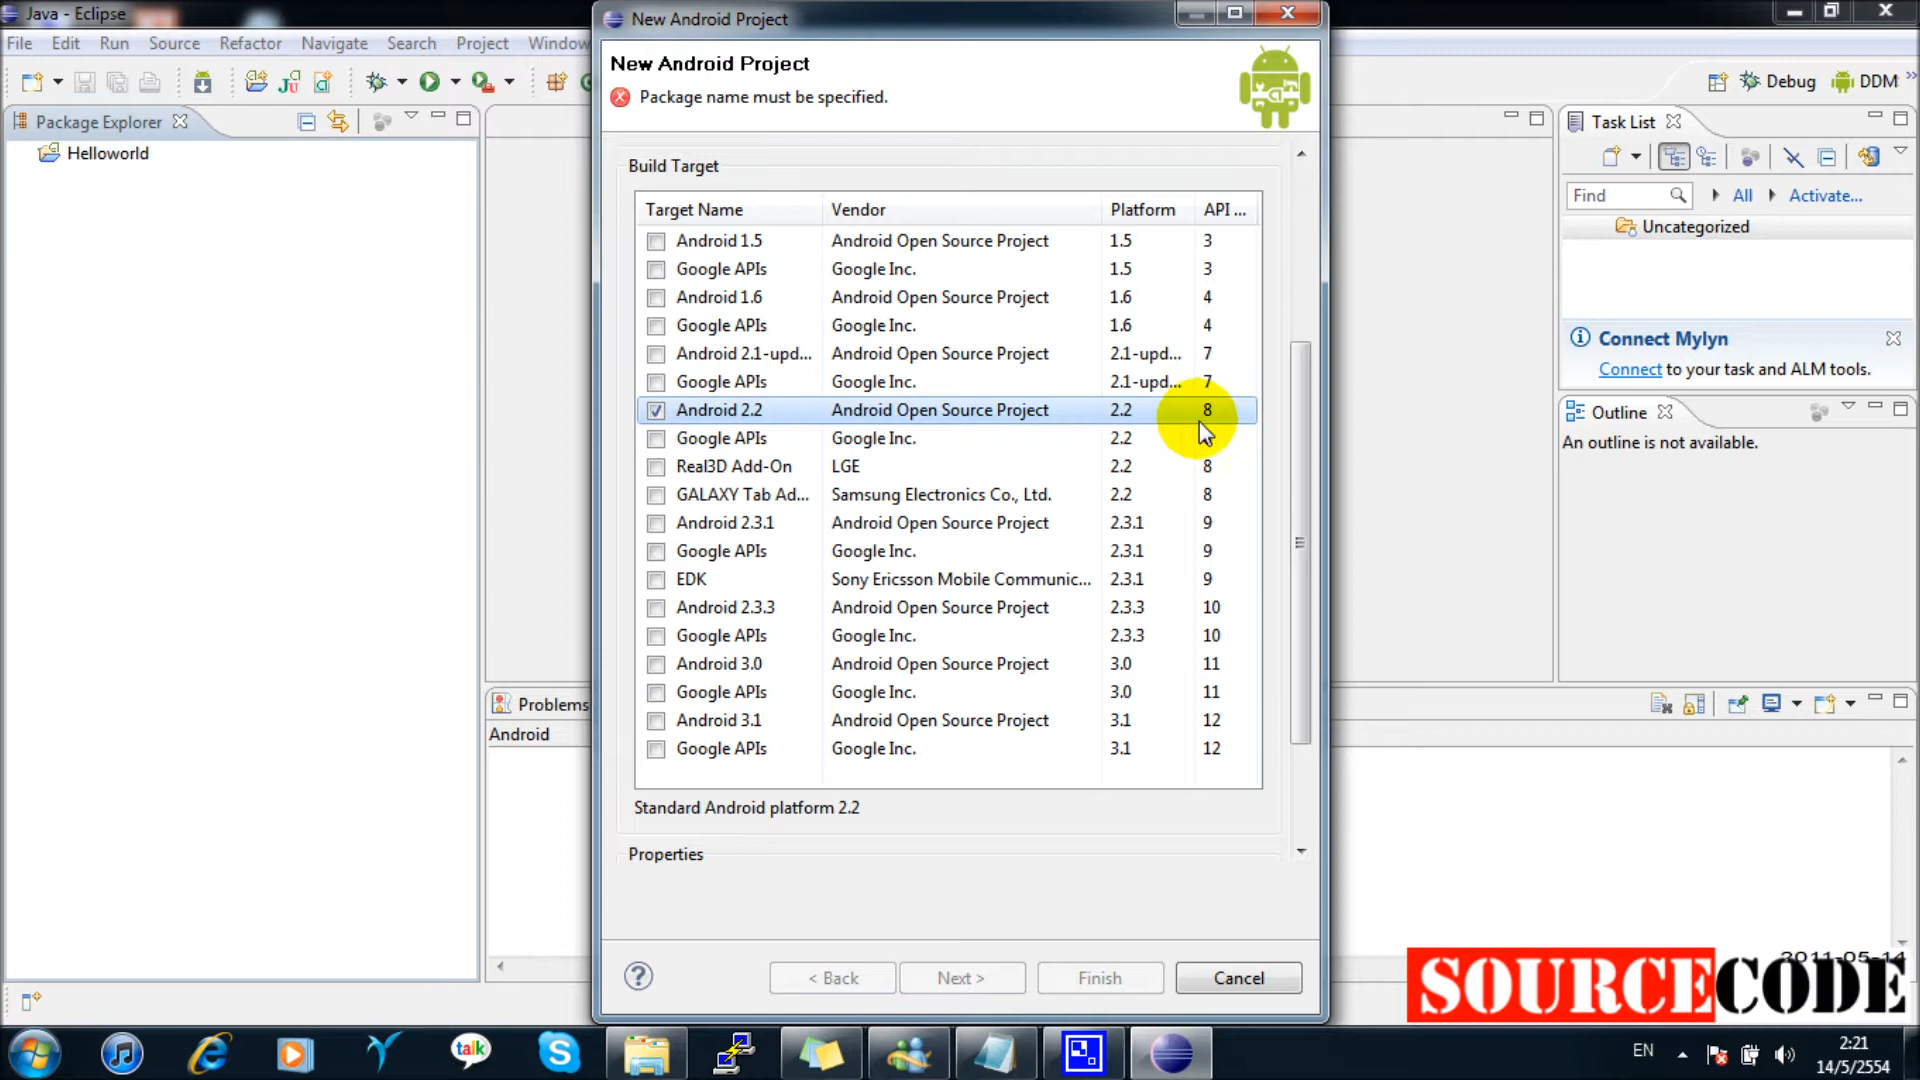 Java - Eclipse
New Android Project
File Edit Run Source Refactor Navigate Search Project Window
New Android Project
Package name must be specified.
Debug
DDM
Package Explorer
Helloworld
Task List
Find
All
Activate...
Uncategorized
Connect Mylyn
Connect to your task and ALM tools.
Outline
An outline is not available.
Build Target
Target Name Vendor Platform API ...
Android 1.5 Android Open Source Project 1.5 3
Google APIs Google Inc. 1.5 3
Android 1.6 Android Open Source Project 1.6 4
Google APIs Google Inc. 1.6 4
Android 2.1-upd... Android Open Source Project 2.1-upd... 7
Google APIs Google Inc. 2.1-upd... 7
Android 2.2 Android Open Source Project 2.2 8
Google APIs Google Inc. 2.2
Real3D Add-On LGE 2.2 8
GALAXY Tab Ad... Samsung Electronics Co., Ltd. 2.2 8
Android 2.3.1 Android Open Source Project 2.3.1 9
Google APIs Google Inc. 2.3.1 9
EDK Sony Ericsson Mobile Communic... 2.3.1 9
Android 2.3.3 Android Open Source Project 2.3.3 10
Google APIs Google Inc. 2.3.3 10
Android 3.0 Android Open Source Project 3.0 11
Google APIs Google Inc. 3.0 11
Android 3.1 Android Open Source Project 3.1 12
Google APIs Google Inc. 3.1 12
Standard Android platform 2.2
Properties
Problems
Android
< Back Next > Finish Cancel
2011-05-14
SOURCECODE
talk
EN
2:21
14/5/2554